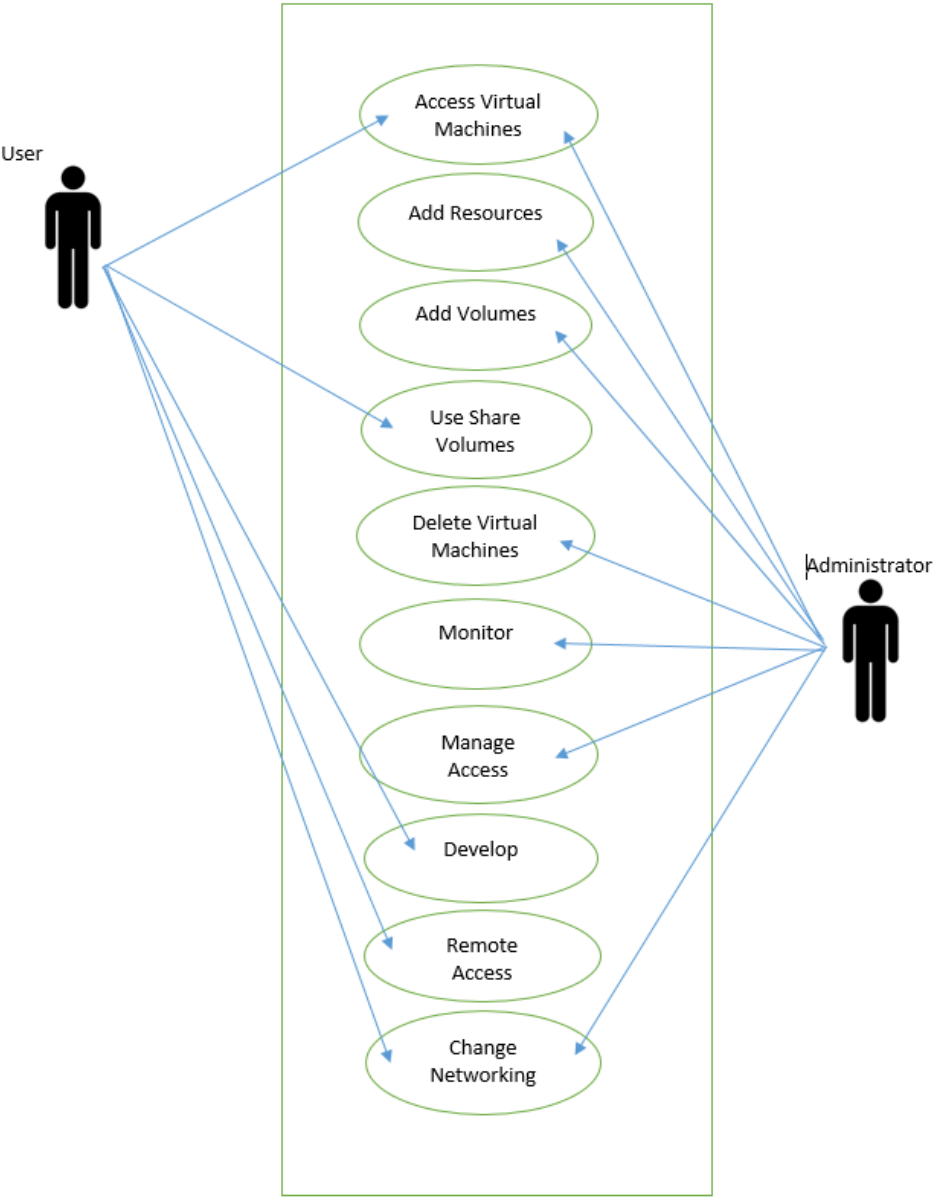 Access Virtual
Machines
User
Add Resources
Add Volumes
Use Share
Volumes
Delete Virtual
Machines
Administrator
Monitor
Manage
Access
Develop
Remote
Access
Change
Networking